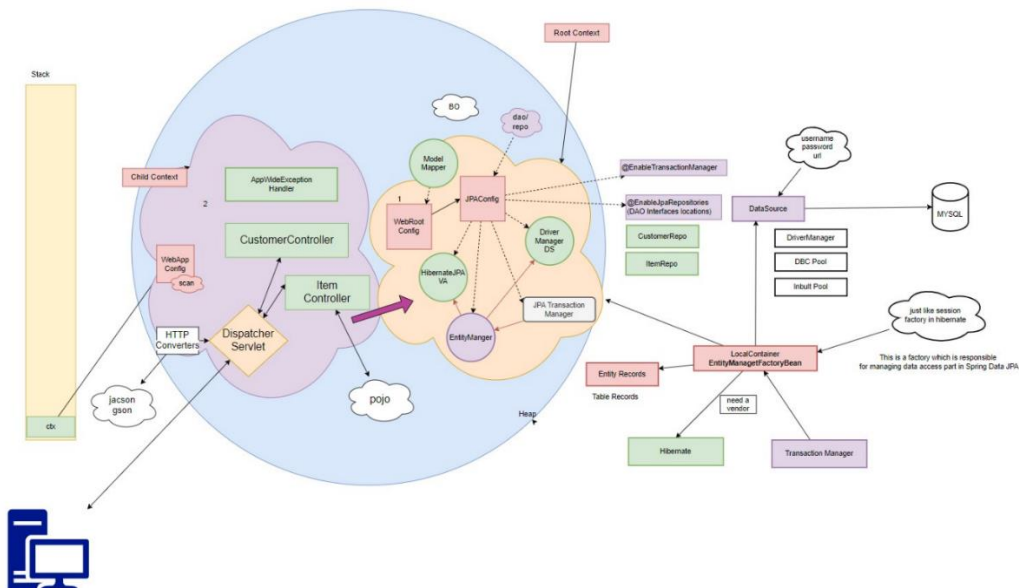 Root Context
Stack
BO
dao/
repo
username
password
url
Child Context
AppWideException
Handler
Model
Mapper
@EnableTransactionManager
2
1
JPAConfig
WebRoot
Config
@EnableJpaRepositories
(DAO Interfaces locations)
DataSource
MYSQL
CustomerController
Driver
Manager
DS
CustomerRepo
DriverManager
WebApp
Config
scan
ItemRepo
DBC Pool
HibernateJPA
VA
Inbult Pool
Item
Controller
JPA Transaction
Manager
HTTP
Converters
Dispatcher
Servlet
EntityManger
just like session
factory in hibernate
LocalContainer
EntityManagetFactoryBean
This is a factory which is responsible
for managing data access part in Spring Data JPA
Entity Records
jacson
gson
pojo
Table Records
need a
vendor
ctx
Heap
Hibernate
Transaction Manager